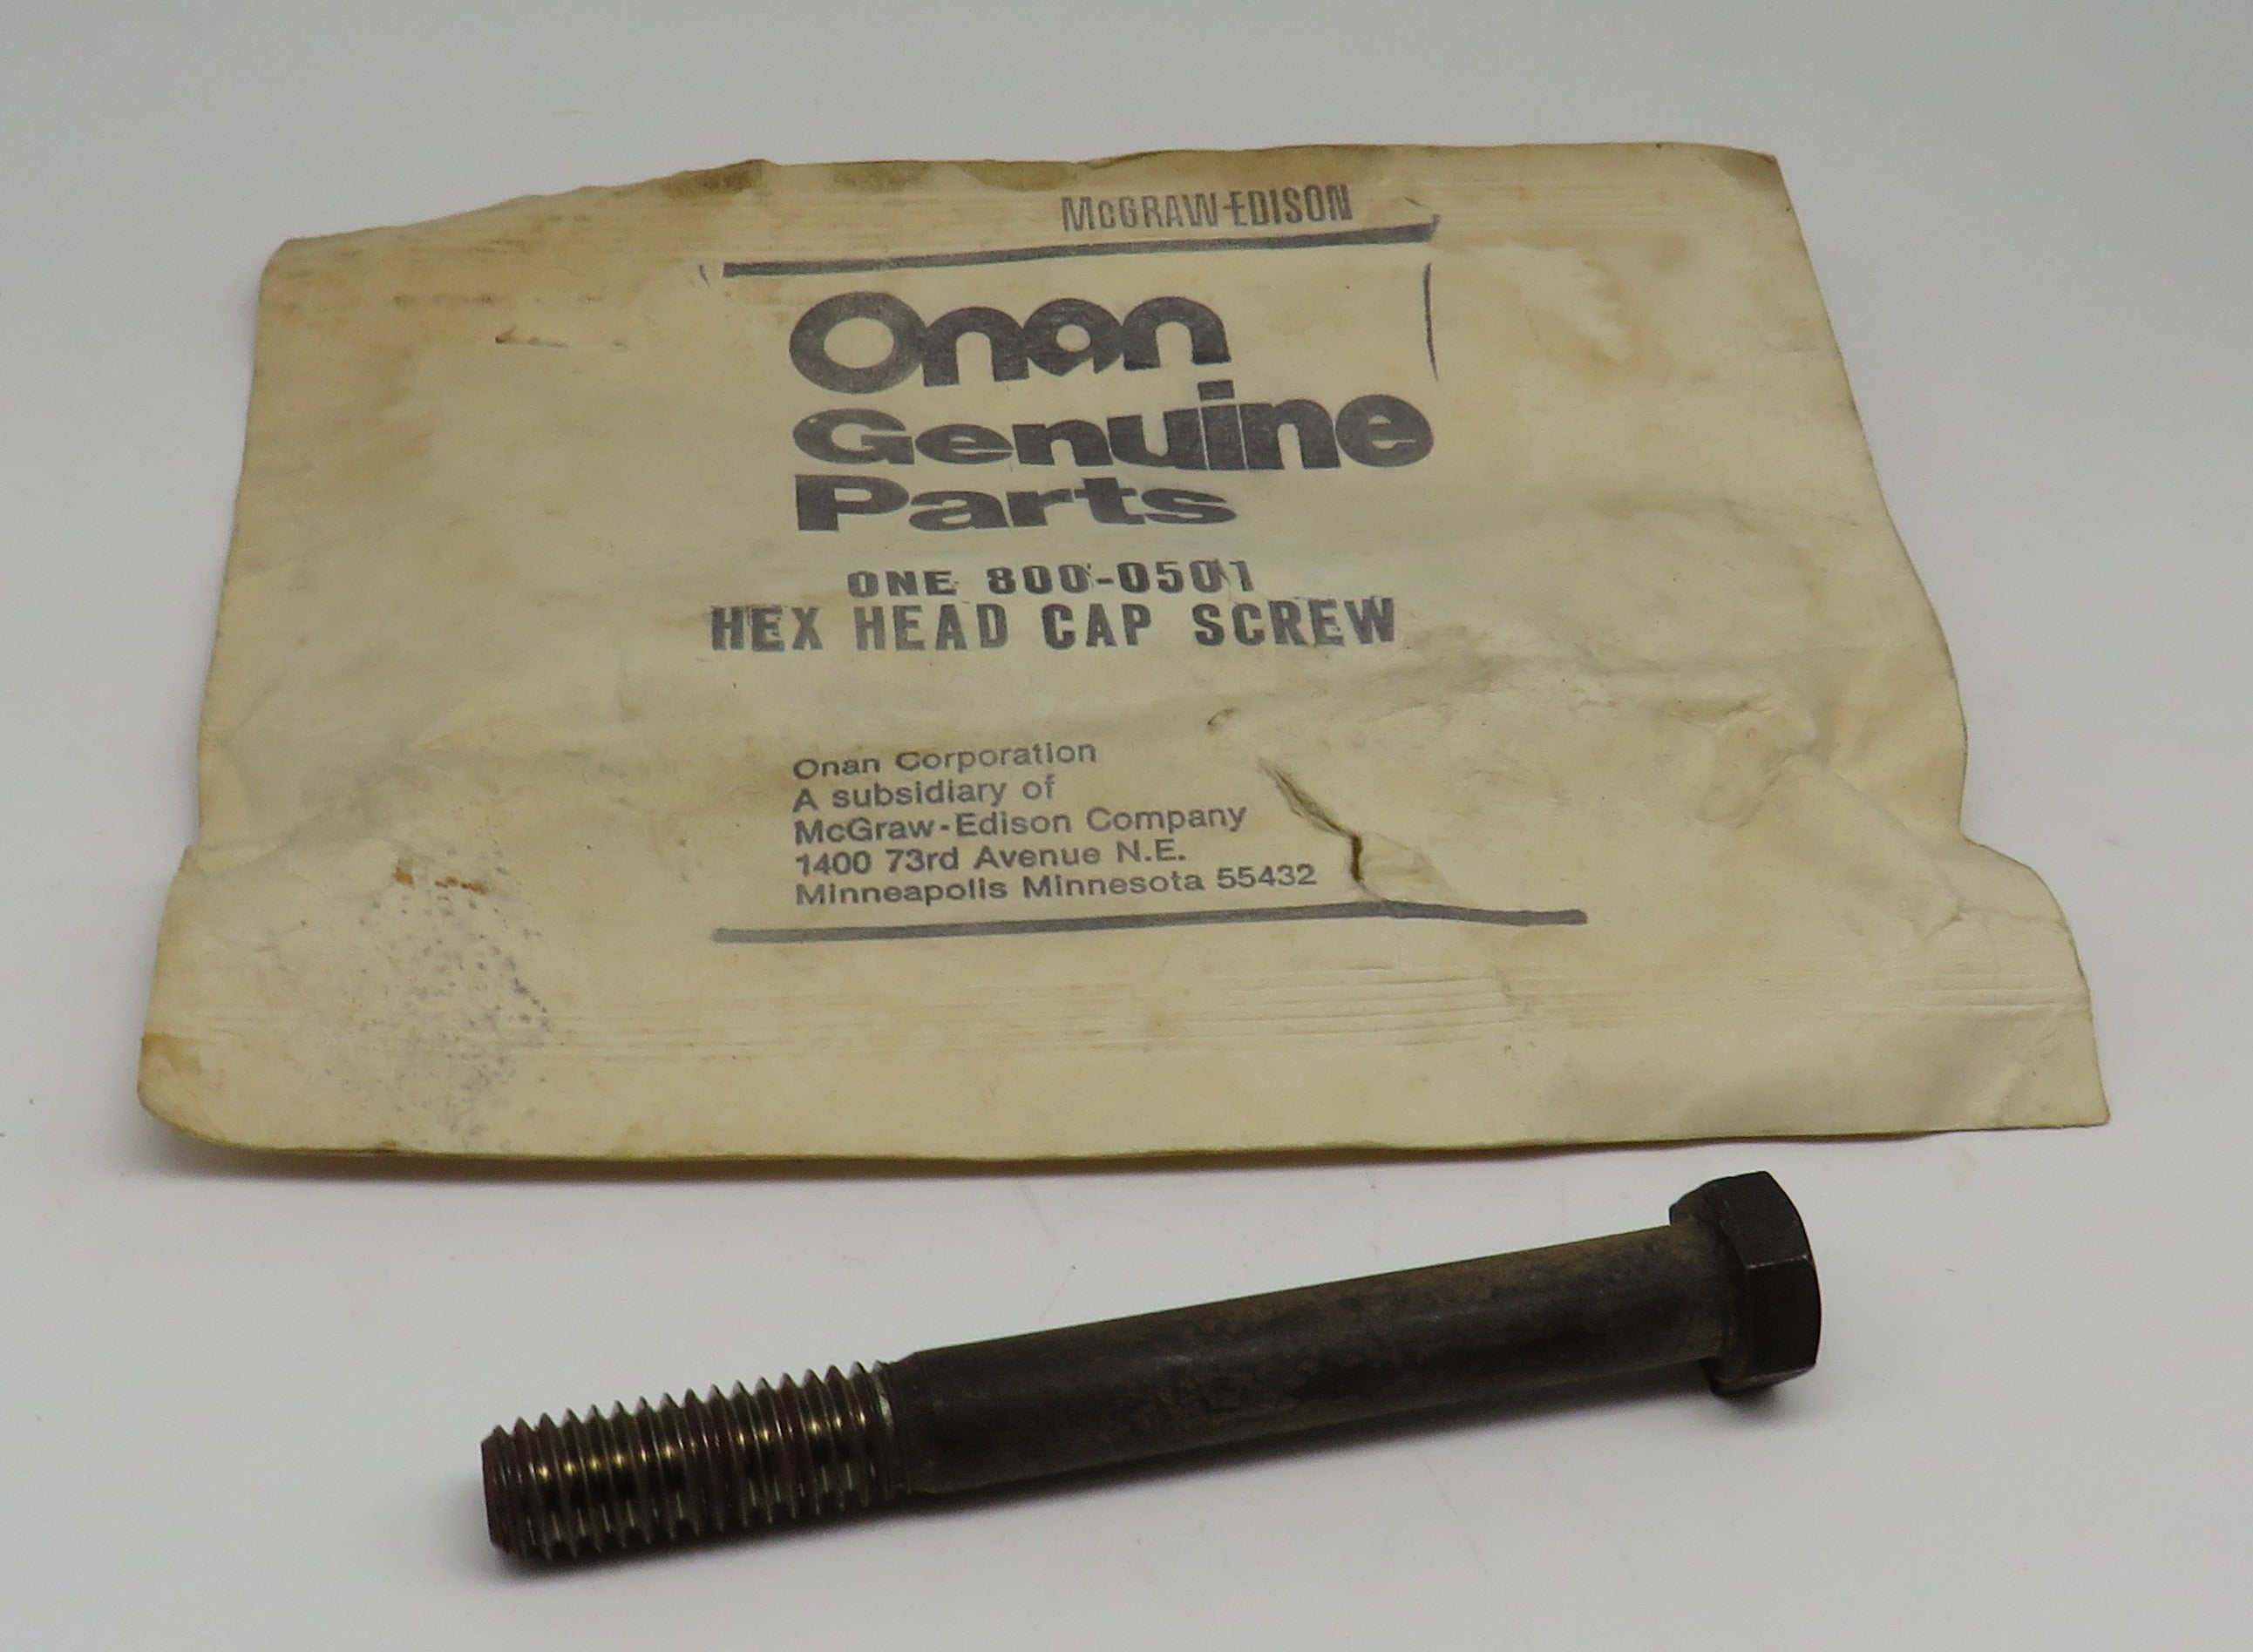 McGRAW-EDISON
Onan
Genuine
Parts
ONE 800-0501
HEX HEAD CAP SCREW
Onan Corporation
A subsidiary of
McGraw-Edison Company
1400 73rd Avenue N.E.
Minneapolis Minnesota 55432